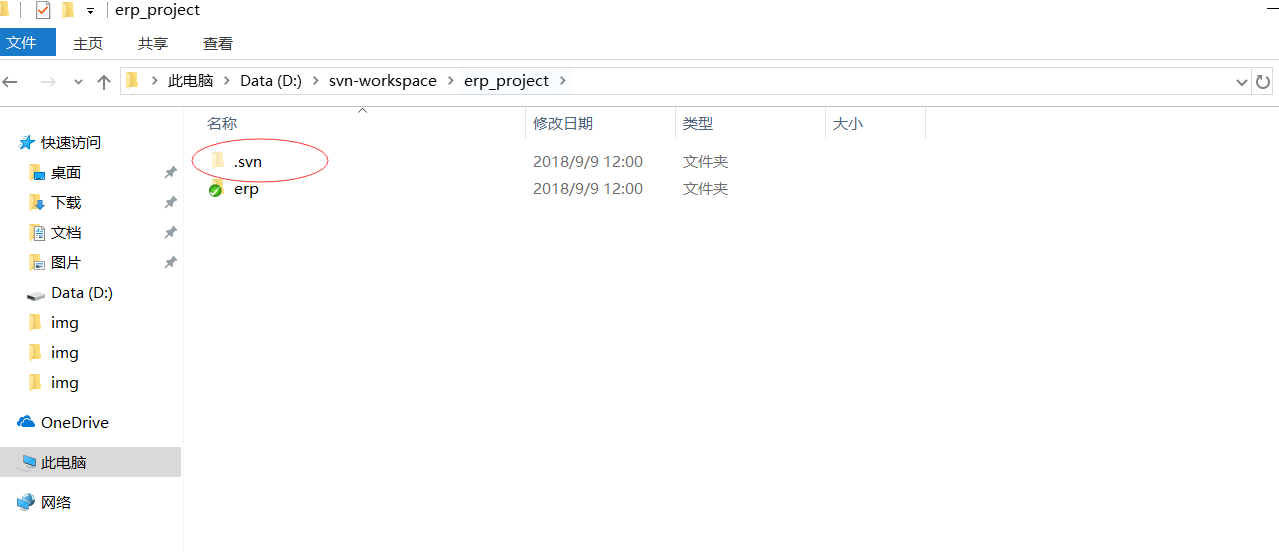 erp_project
文件 主页 共享 查看
此电脑 Data (D:) svn-workspace erp_project
名称 修改日期 类型 大小
.svn 2018/9/9 12:00 文件夹
erp 2018/9/9 12:00 文件夹
快速访问
桌面
下载
文档
图片
Data (D:)
img
img
img
OneDrive
此电脑
网络